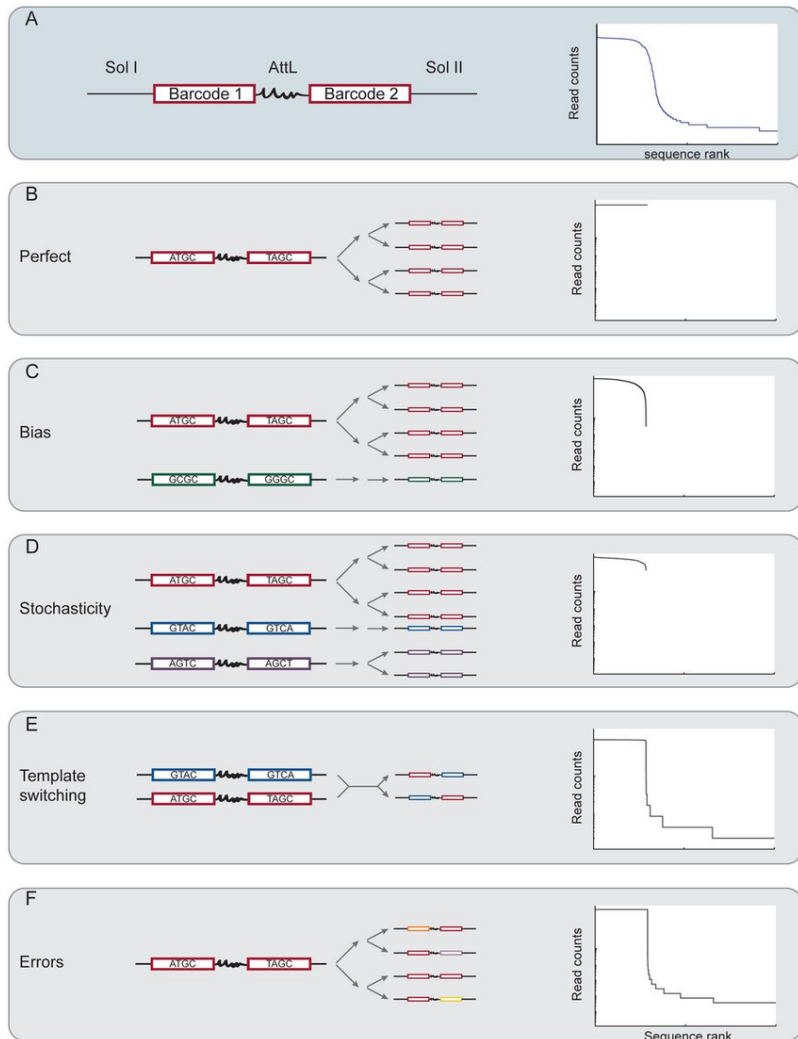 A
Sol I
AttL
Sol II
Barcode 1
Barcode 2
Read counts
sequence rank
B
Perfect
ATGC
TAGC
Read counts
C
Bias
ATGC
TAGC
GCGC
GGGC
Read counts
D
Stochasticity
ATGC
TAGC
GTAC
GTCA
AGTC
AGCT
Read counts
E
Template
switching
GTAC
GTCA
ATGC
TAGC
Read counts
F
Errors
ATGC
TAGC
Read counts
Sequence rank